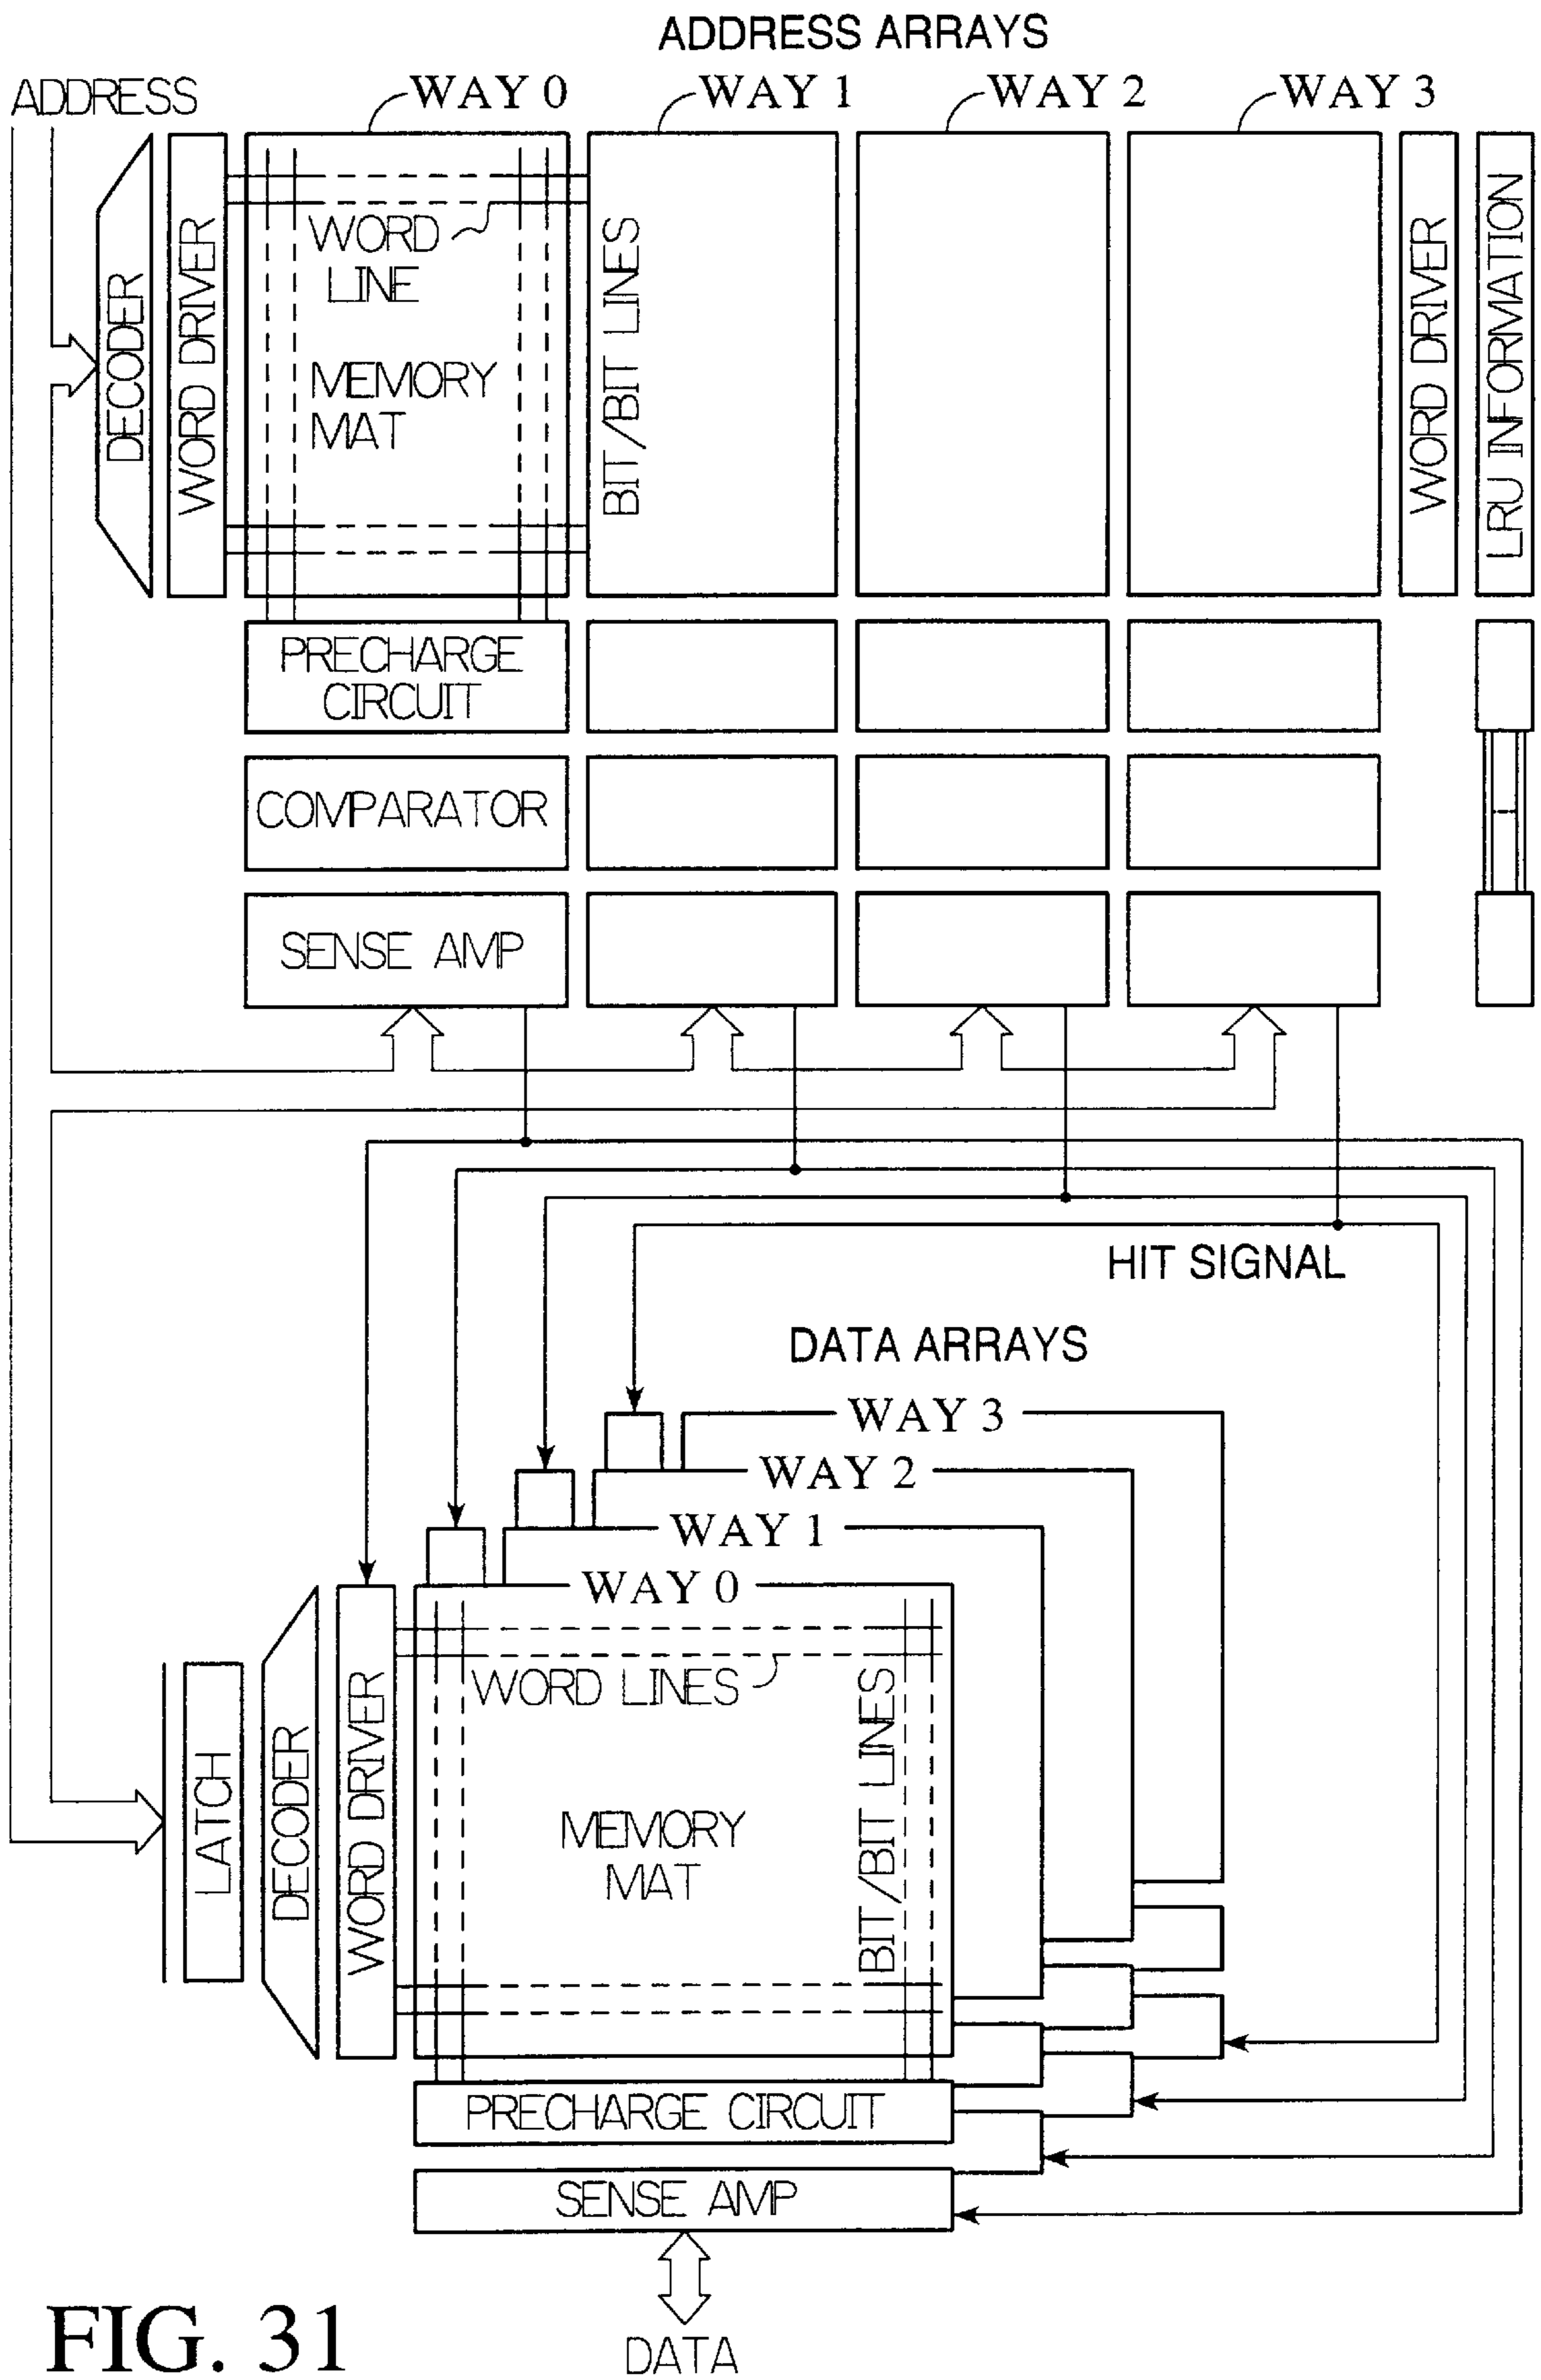 ADDRESS ARRAYS
ADDRESS
WAY 0
WAY 1
WAY 2
WAY 3
DECODER
WORD DRIVER
WORD
LINE
MEMORY
MAT
BIT/BIT LINES
WORD DRIVER
LRU INFORMATION
PRECHARGE
CIRCUIT
COMPARATOR
SENSE AMP
HIT SIGNAL
DATA ARRAYS
WAY 3
WAY 2
WAY 1
WAY 0
LATCH
DECODER
WORD DRIVER
WORD LINES
MEMORY
MAT
BIT/BIT LINES
PRECHARGE CIRCUIT
SENSE AMP
DATA
FIG. 31